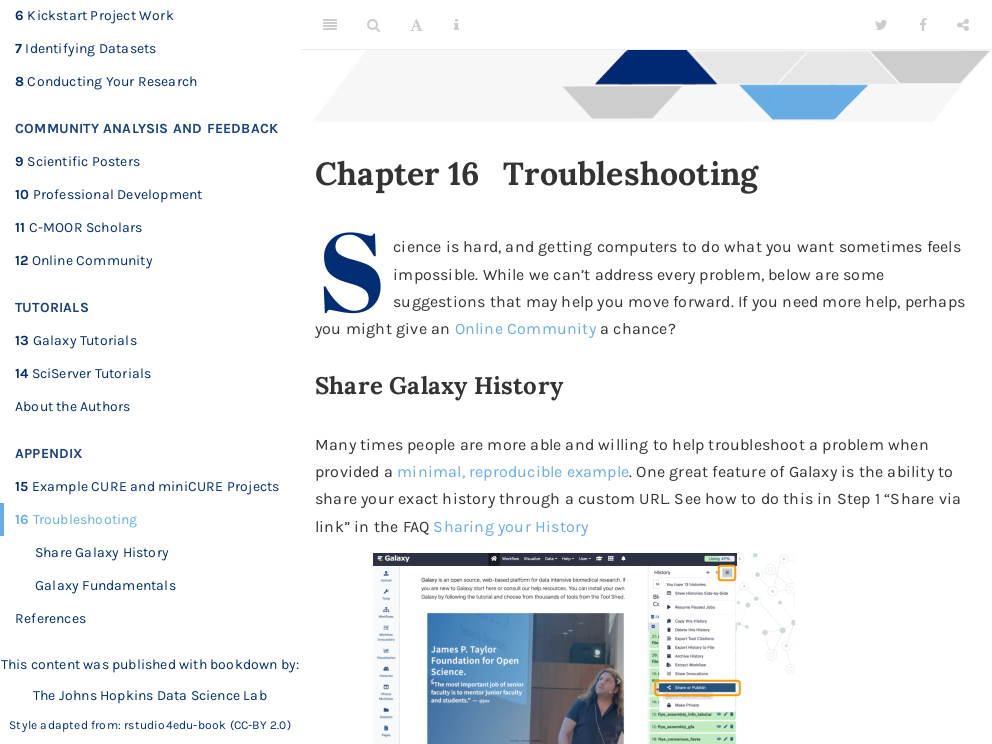 6 Kickstart Project Work
7 Identifying Datasets
8 Conducting Your Research
COMMUNITY ANALYSIS AND FEEDBACK
9 Scientific Posters
10 Professional Development
11 C-MOOR Scholars
12 Online Community
TUTORIALS
13 Galaxy Tutorials
14 SciServer Tutorials
About the Authors
APPENDIX
15 Example CURE and miniCURE Projects
16 Troubleshooting
Share Galaxy History
Galaxy Fundamentals
References
This content was published with bookdown by:
The Johns Hopkins Data Science Lab
Style adapted from: rstudio4edu-book (CC-BY 2.0)
Chapter 16 Troubleshooting
Science is hard, and getting computers to do what you want sometimes feels
impossible. While we can't address every problem, below are some
suggestions that may help you move forward. If you need more help, perhaps
you might give an Online Community a chance?
Share Galaxy History
Many times people are more able and willing to help troubleshoot a problem when
provided a minimal, reproducible example. One great feature of Galaxy is the ability to
share your exact history through a custom URL. See how to do this in Step 1 “Share via
link” in the FAQ Sharing your History
Galaxy
Workflow Visualize Data Help User
Galaxy is an open source, web-based platform for data intensive biomedical research. If
you are new to Galaxy start here or consult our help resources. You can install your own
Galaxy by following the tutorial and choose from thousands of tools from the Tool Shed.
James P. Taylor
Foundation for Open
Science.
"The most important job of senior
faculty is to mentor junior faculty
and students." — @jxtx
Upload
Tools
Workflows
Workflow
Invocations
Visualizations
Histories
History
Multiview
Datasets
Pages
History
You have 13 histories.
Show Histories Side-by-Side
Resume Paused Jobs
Copy this History
Delete this History
Export Tool Citations
Export History to File
Archive History
Extract Workflow
Show Invocations
Share or Publish
Make Private